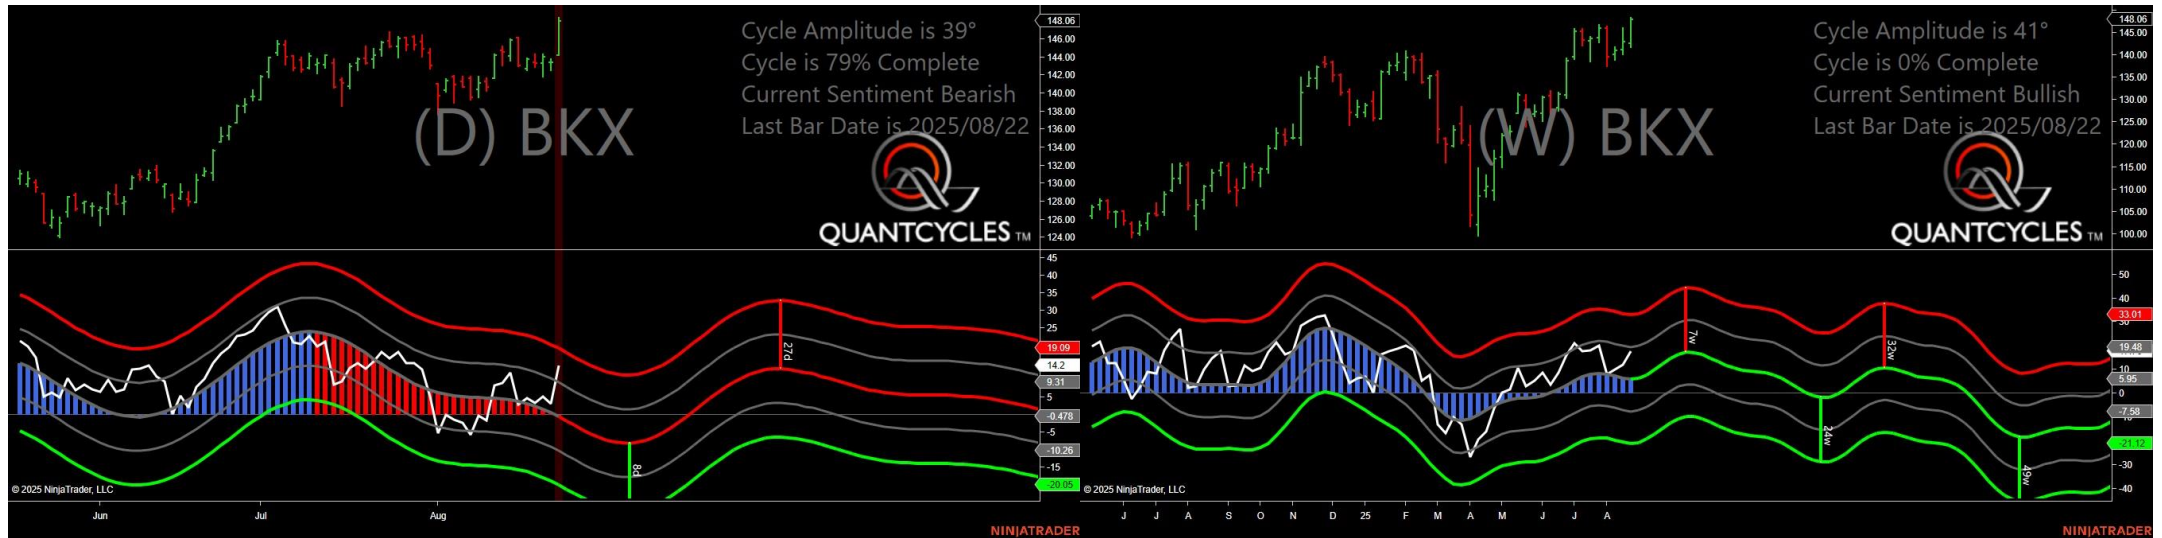 Cycle Amplitude is 39°
Cycle is 79% Complete
Current Sentiment Bearish
Last Bar Date is 2025/08/22
(D) BKX
QUANTCYCLES TM
148.06
146.00
144.00
142.00
140.00
138.00
136.00
134.00
132.00
130.00
128.00
126.00
124.00
45
40
35
30
25
19.09
14.2
9.31
5
-0.478
-5
-10.26
-15
-20.05
27d
8d
© 2025 NinjaTrader, LLC
Jun
Jul
Aug
NINJATRADER
Cycle Amplitude is 41°
Cycle is 0% Complete
Current Sentiment Bullish
Last Bar Date is 2025/08/22
(W) BKX
QUANTCYCLES TM
148.06
145.00
140.00
135.00
130.00
125.00
120.00
115.00
110.00
105.00
100.00
50
40
33.01
30
19.48
10
5.95
0
-7.58
-21.12
-30
-40
7w
32w
24w
49w
© 2025 NinjaTrader, LLC
J
J
A
S
O
N
D
25
F
M
A
M
J
J
A
NINJATRADER